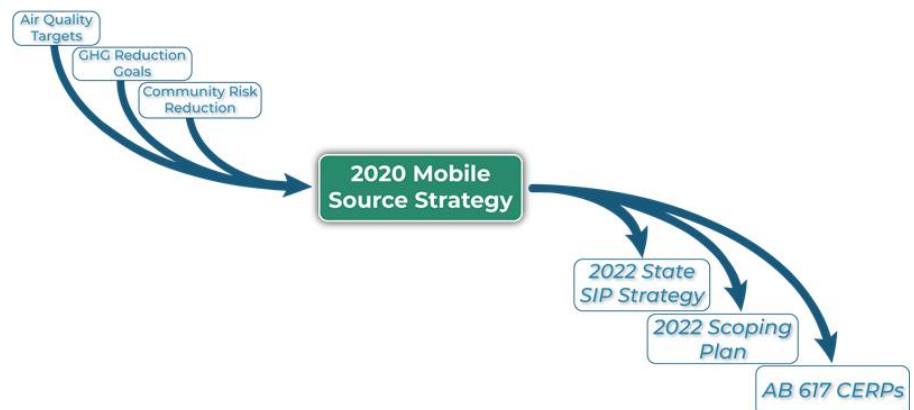 Air Quality
Targets
GHG Reduction
Goals
Community Risk
Reduction
2020 Mobile
Source Strategy
2022 State
SIP Strategy
2022 Scoping
Plan
AB 617 CERPs